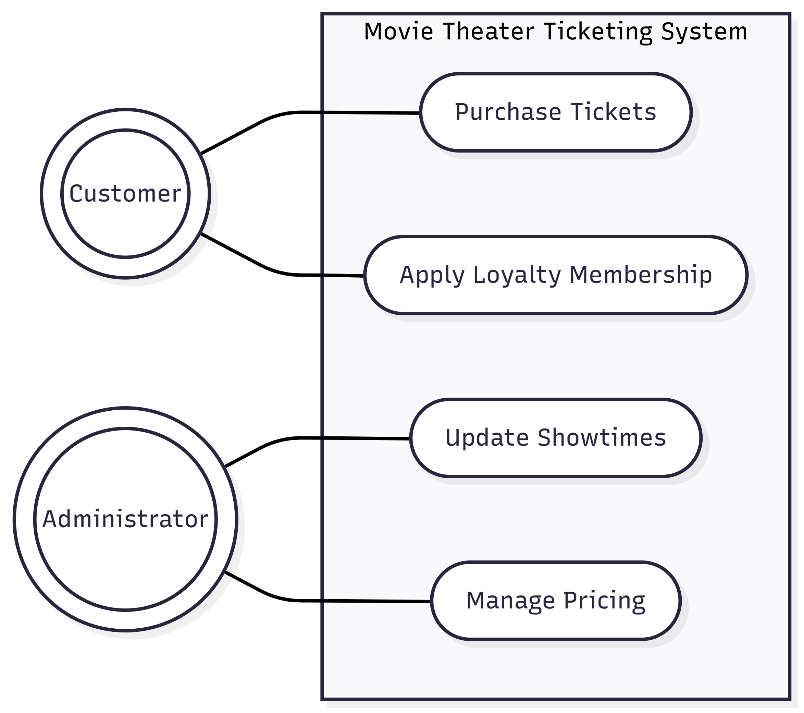 Movie Theater Ticketing System
Purchase Tickets
Customer
Apply Loyalty Membership
Update Showtimes
Administrator
Manage Pricing